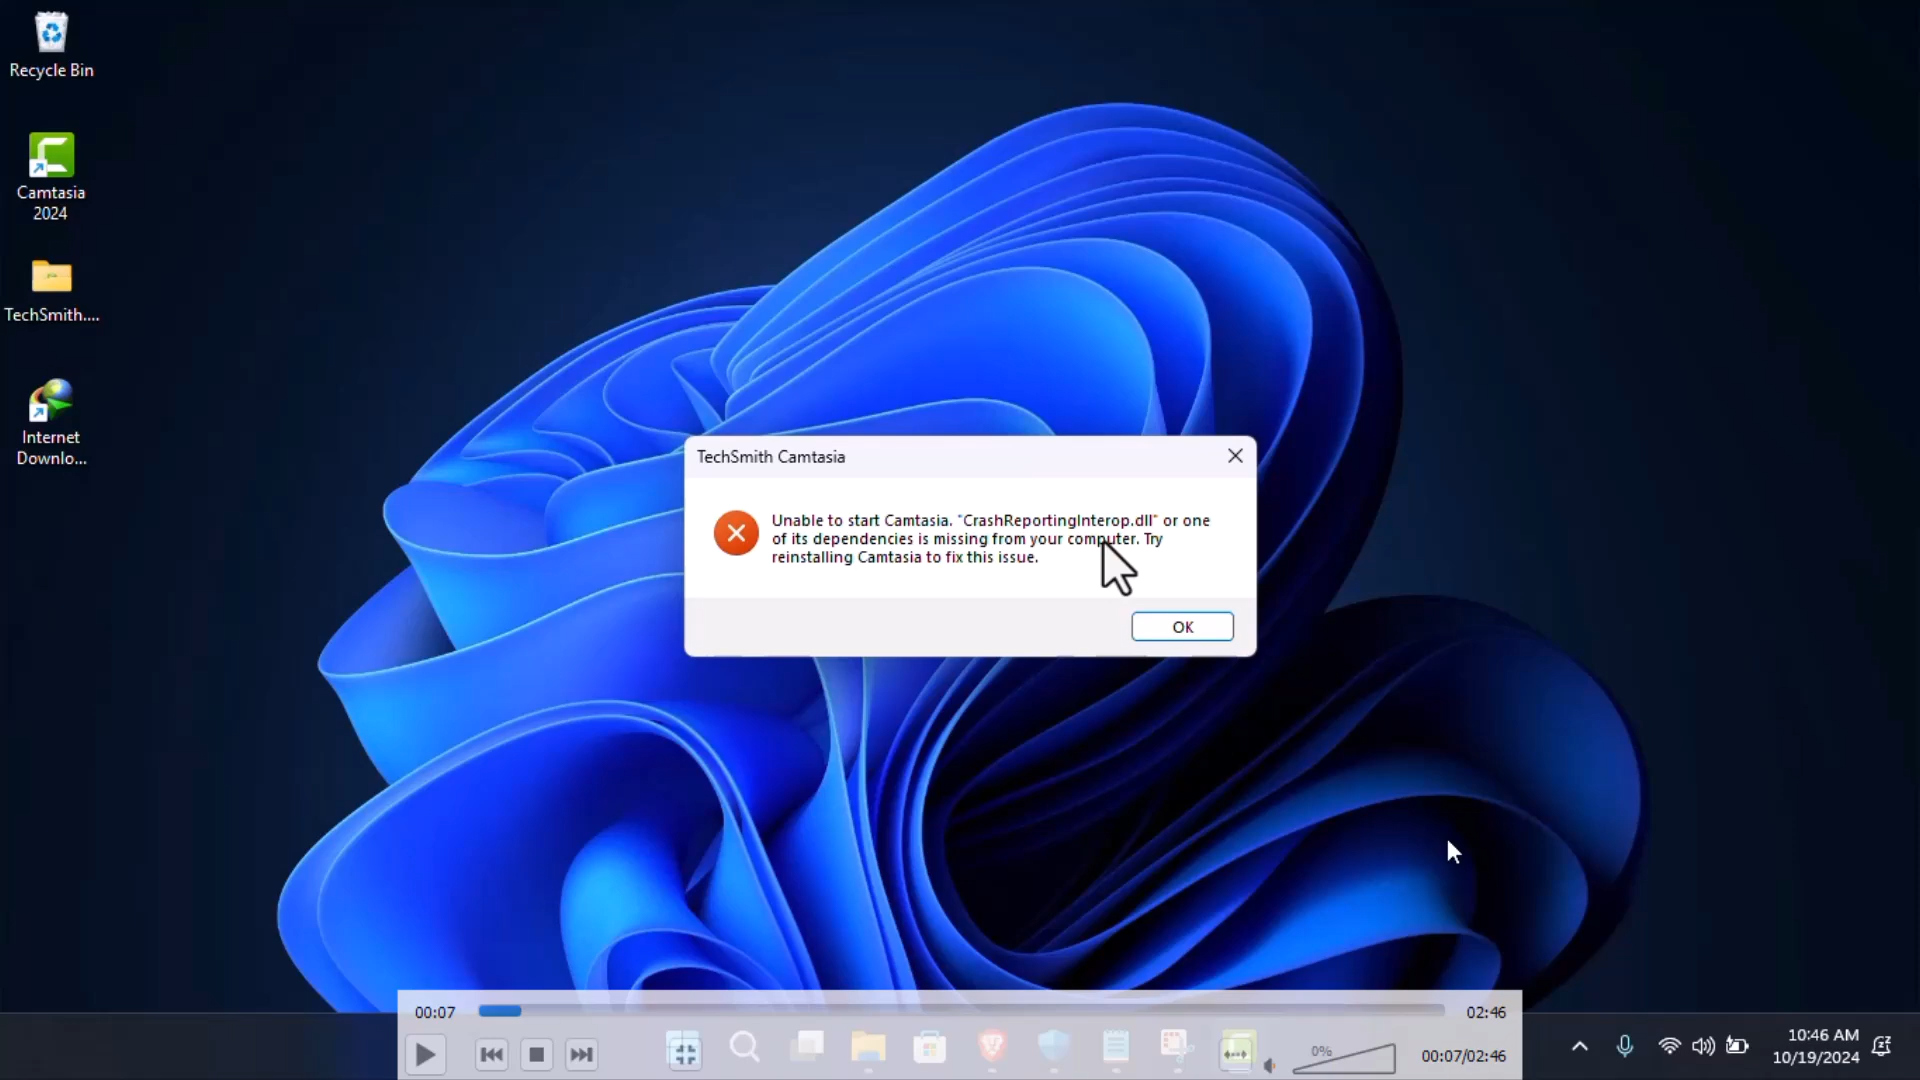 Recycle Bin
Camtasia
2024
TechSmith....
Internet
Downlo...
TechSmith Camtasia
Unable to start Camtasia. "CrashReportingInterop.dll" or one
of its dependencies is missing from your computer. Try
reinstalling Camtasia to fix this issue.
OK
00:07
02:46
0%
00:07/02:46
10:46 AM
10/19/2024